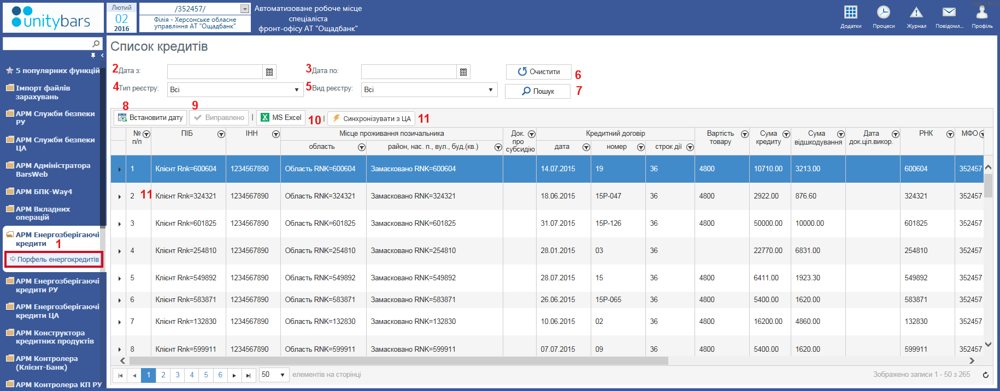 unitybars
Лютий
02
2016
/352457/
Філія - Херсонське обласне
управління АТ "Ощадбанк"
Автоматизоване робоче місце
спеціаліста
фронт-офісу АТ "Ощадбанк"
Додатки
Процеси
Журнал
Повідомл...
Профіль
5 популярних функцій
Імпорт файлів
зарахувань
АРМ Служби безпеки
РУ
АРМ Служби безпеки
ЦА
АРМ Адміністратора
BarsWeb
АРМ БПК-Way4
АРМ Вкладних
операцій
АРМ Енергозберігаючі
кредити 1
Порфель енергокредитів
АРМ Енергозберігаючі
кредити РУ
АРМ Енергозберігаючі
кредити ЦА
АРМ Конструктора
кредитних продуктів
АРМ Контролера
(Клієнт-Банк)
АРМ Контролера КП РУ
Список кредитів
2 Дата з: 3 Дата по: Очистити 6
4 Тип реєстру: Всі 5 Вид реєстру: Всі Пошук 7
8 9
Встановити дату Виправлено | MS Excel 10 | Синхронізувати з ЦА 11
№ п/п ПІБ ІНН Місце проживання позичальника Док. про субсидію Кредитний договір Вартість товару Сума кредиту Сума відшкодування Дата док.ціл.викор. РНК МФО
область район, нас. п., вул., буд.(кв.) дата номер строк дії
1 Клієнт Rnk=600604 1234567890 Область RNK=600604 Замасковано RNK=600604 14.07.2015 19 36 4800 10710.00 3213.00 600604 352457
2 11 Клієнт Rnk=324321 1234567890 Область RNK=324321 Замасковано RNK=324321 18.06.2015 15Р-047 36 4800 2922.00 876.60 324321 352457
3 Клієнт Rnk=601825 1234567890 Область RNK=601825 Замасковано RNK=601825 31.07.2015 15Р-126 36 4800 50000.00 10000.00 601825 352457
4 Клієнт Rnk=254810 1234567890 Область RNK=254810 Замасковано RNK=254810 28.01.2015 03 36 22770.00 6831.00 254810 352457
5 Клієнт Rnk=549892 1234567890 Область RNK=549892 Замасковано RNK=549892 28.07.2015 15 36 4800 6411.00 1923.30 549892 352457
6 Клієнт Rnk=583871 1234567890 Область RNK=583871 Замасковано RNK=583871 26.06.2015 15Р-065 36 4800 5400.00 1620.00 583871 352457
7 Клієнт Rnk=132830 1234567890 Область RNK=132830 Замасковано RNK=132830 10.06.2015 02 36 4800 16200.00 4860.00 132830 352457
8 Клієнт Rnk=599911 1234567890 Область RNK=599911 Замасковано RNK=599911 07.07.2015 09 36 4800 5400.00 1620.00 599911 352457
1 2 3 4 5 6 50 елементів на сторінці Зображено записи 1 - 50 з 265